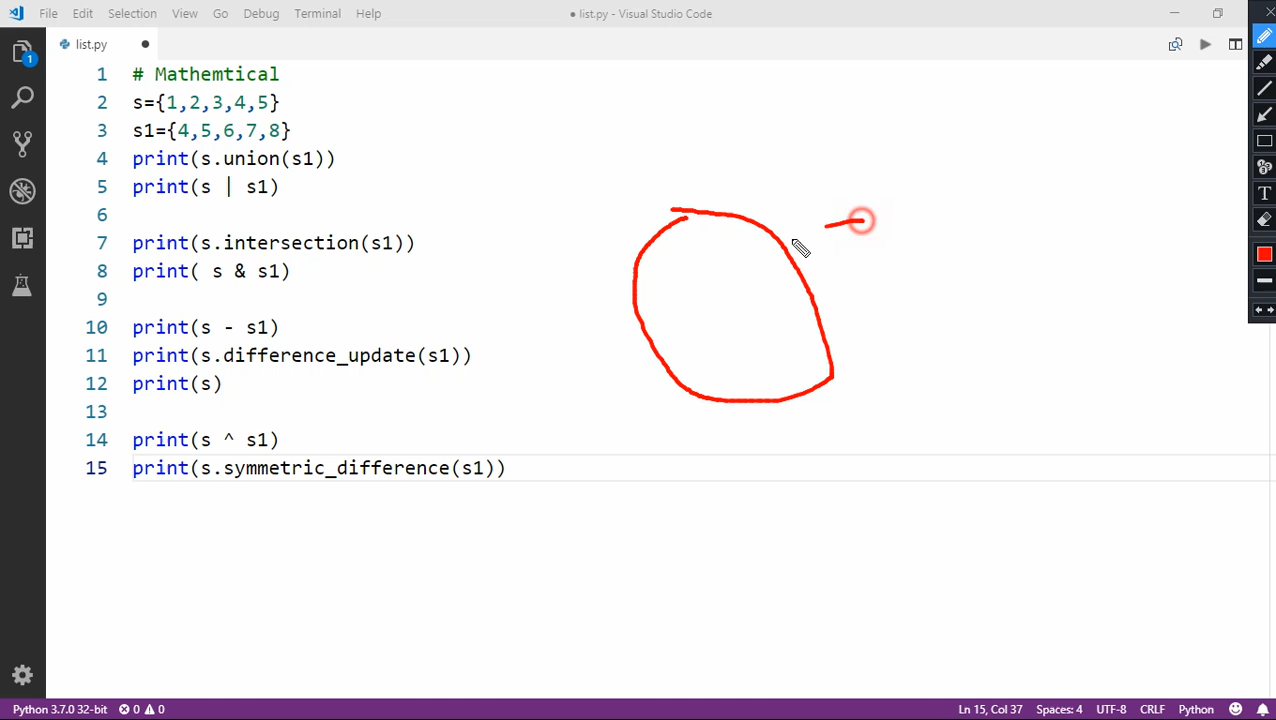 File Edit Selection View Go Debug Terminal Help ● list.py - Visual Studio Code
list.py ●
1 # Mathemtical
2 s={1,2,3,4,5}
3 s1={4,5,6,7,8}
4 print(s.union(s1))
5 print(s | s1)
6
7 print(s.intersection(s1))
8 print( s & s1)
9
10 print(s - s1)
11 print(s.difference_update(s1))
12 print(s)
13
14 print(s ^ s1)
15 print(s.symmetric_difference(s1))
1
T
Python 3.7.0 32-bit 0 0 Ln 15, Col 37 Spaces: 4 UTF-8 CRLF Python